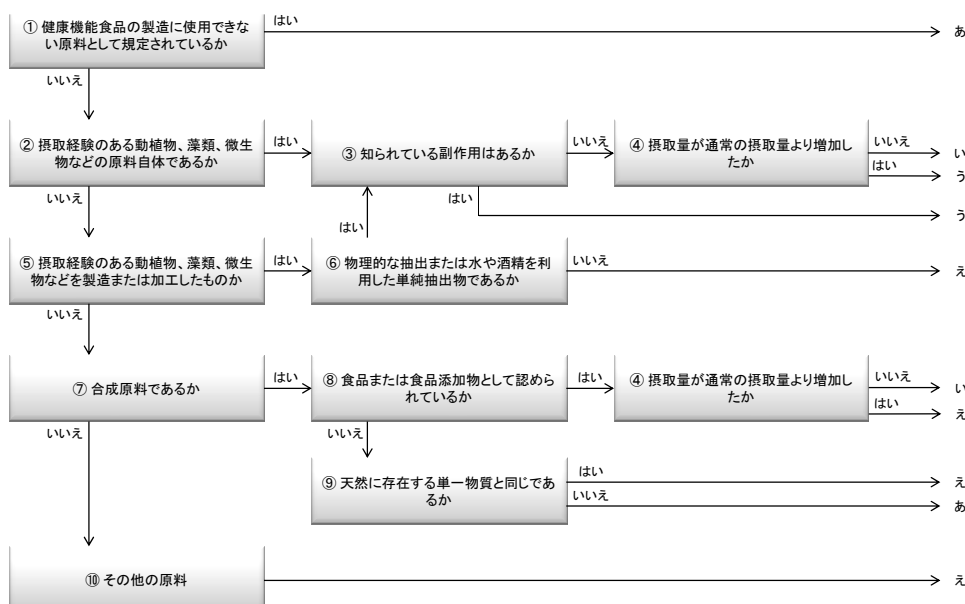 ① 健康機能食品の製造に使用できな
い原料として規定されているか
はい
あ
いいえ
② 摂取経験のある動植物、藻類、微生
物などの原料自体であるか
はい
③ 知られている副作用はあるか
いいえ
④ 摂取量が通常の摂取量より増加し
たか
いいえ
い
はい
う
いいえ
はい
う
はい
⑤ 摂取経験のある動植物、藻類、微生
物などを製造または加工したものか
はい
⑥ 物理的な抽出または水や酒精を利
用した単純抽出物であるか
いいえ
え
いいえ
⑦ 合成原料であるか
はい
⑧ 食品または食品添加物として認めら
れているか
はい
④ 摂取量が通常の摂取量より増加し
たか
いいえ
い
はい
え
いいえ
いいえ
⑨ 天然に存在する単一物質と同じであ
るか
はい
え
いいえ
あ
⑩ その他の原料
え